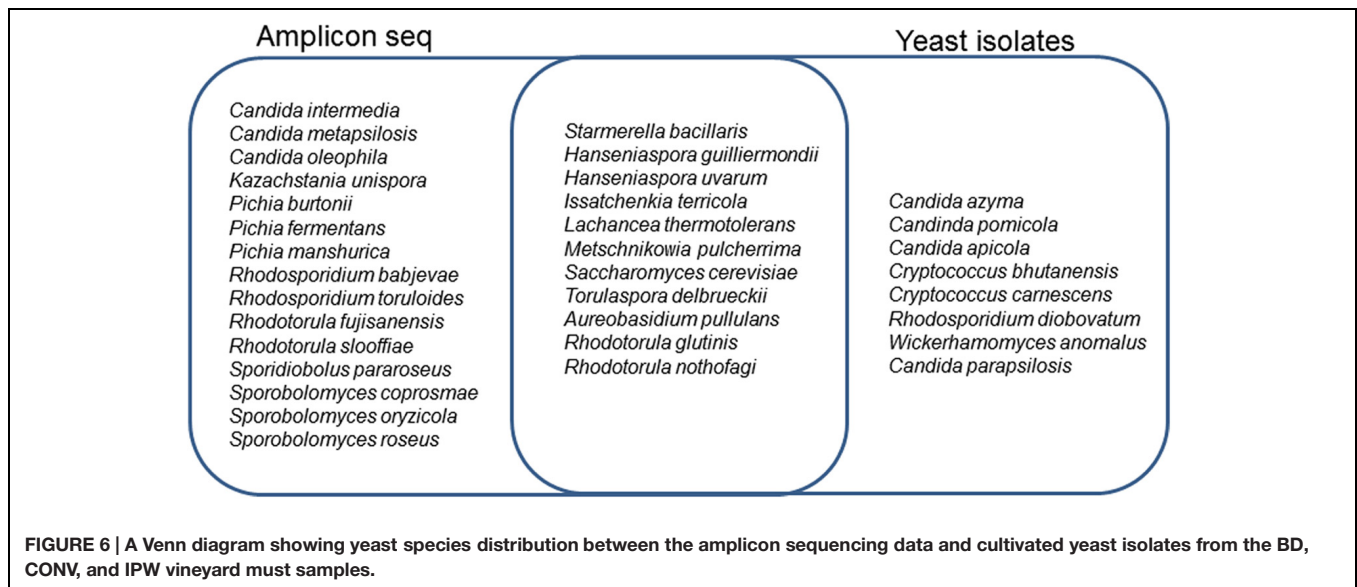 Amplicon seq
Yeast isolates
Candida intermedia
Candida metapsilosis
Candida oleophila
Kazachstania unispora
Pichia burtonii
Pichia fermentans
Pichia manshurica
Rhodosporidium babjevae
Rhodosporidium toruloides
Rhodotorula fujisanensis
Rhodotorula slooffiae
Sporidiobolus pararoseus
Sporobolomyces coprosmae
Sporobolomyces oryzicola
Sporobolomyces roseus
Starmerella bacillaris
Hanseniaspora guilliermondii
Hanseniaspora uvarum
Issatchenkia terricola
Lachancea thermotolerans
Metschnikowia pulcherrima
Saccharomyces cerevisiae
Torulaspora delbrueckii
Aureobasidium pullulans
Rhodotorula glutinis
Rhodotorula nothofagi
Candida azyma
Candinda pomicola
Candida apicola
Cryptococcus bhutanensis
Cryptococcus carnescens
Rhodosporidium diobovatum
Wickerhamomyces anomalus
Candida parapsilosis
FIGURE 6 | A Venn diagram showing yeast species distribution between the amplicon sequencing data and cultivated yeast isolates from the BD,
CONV, and IPW vineyard must samples.